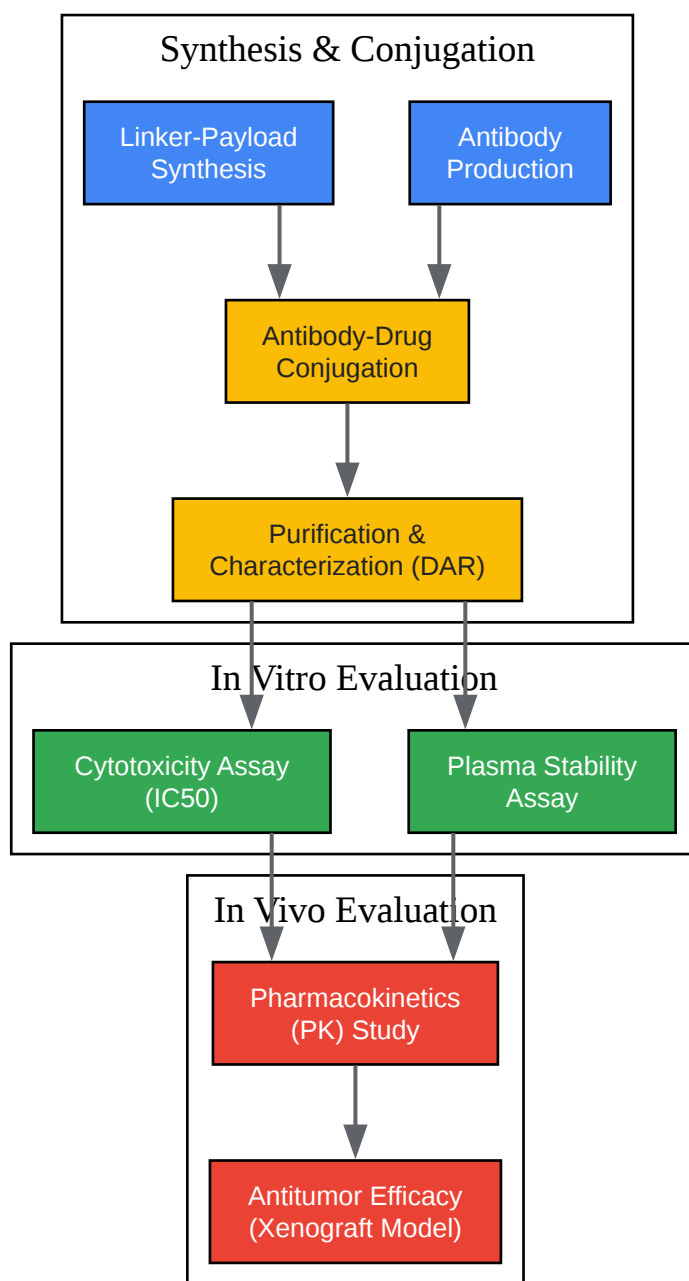 Synthesis & Conjugation
Linker-Payload
Synthesis
Antibody
Production
Antibody-Drug
Conjugation
Purification &
Characterization (DAR)
In Vitro Evaluation
Cytotoxicity Assay
(IC50)
Plasma Stability
Assay
In Vivo Evaluation
Pharmacokinetics
(PK) Study
Antitumor Efficacy
(Xenograft Model)